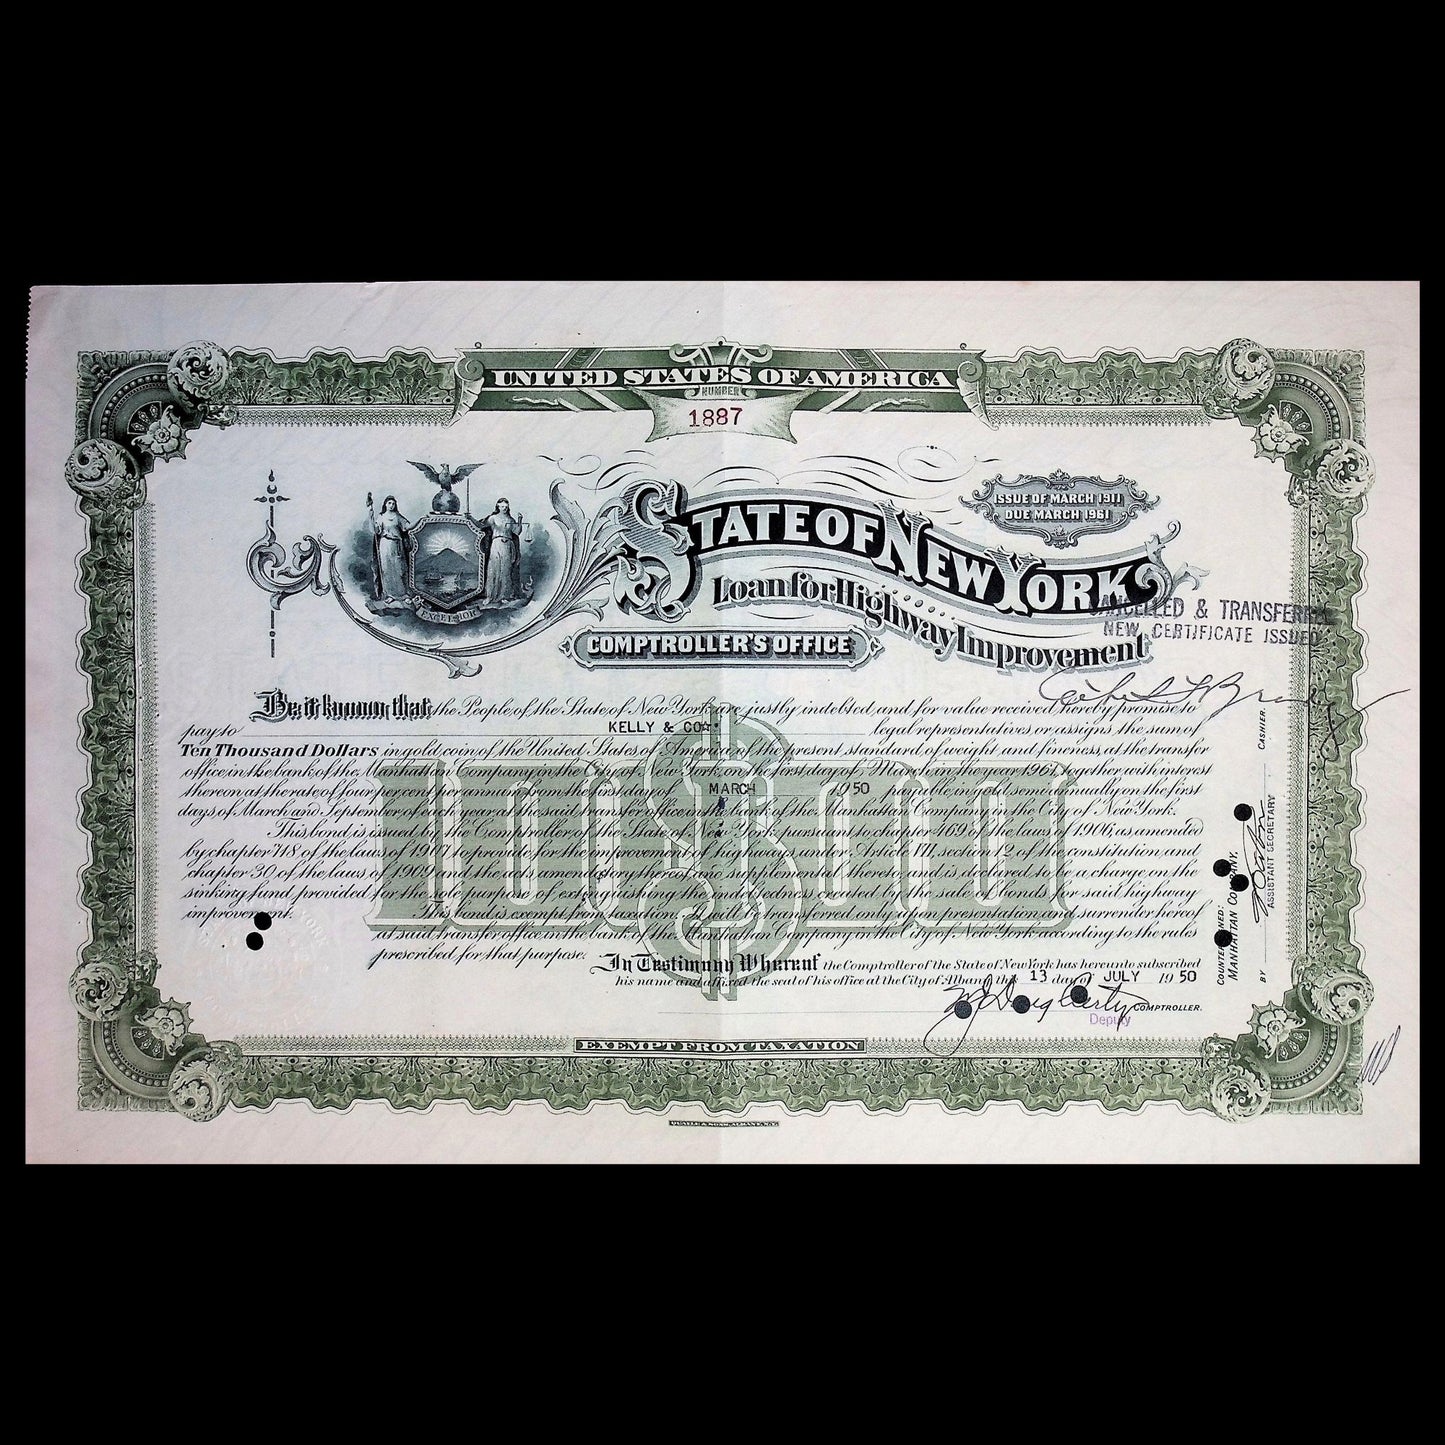 UNITED STATES OF AMERICA
NUMBER
1887
ISSUE OF MARCH 1911
DUE MARCH 1961
STATE OF NEW YORK
Loan for Highway Improvement
COMPTROLLER'S OFFICE
EXCELSIOR
CANCELLED & TRANSFERRED
NEW CERTIFICATE ISSUED
Be it known that the People of the State of New York are justly indebted, and for value received hereby promise to
pay to KELLY & CO legal representatives or assigns the sum of
Ten Thousand Dollars in gold coin of the United States of America, of the present standard of weight and fineness, at the transfer
office in the bank of the Manhattan Company in the City of New York, on the first day of March in the year 1961, together with interest
thereon at the rate of four per cent per annum from the first day of MARCH 1950 payable in gold, semi-annually on the first
days of March and September, of each year at the said transfer office in the bank of the Manhattan Company in the City of New York.
This bond is issued by the Comptroller of the State of New York pursuant to chapter 469 of the laws of 1906, as amended
by chapter 718 of the laws of 1907, to provide for the improvement of highways, under Article VII, section 12 of the constitution, and
chapter 30, of the laws of 1909 and the acts amendatory thereof and supplemental thereto and is declared to be a charge on the
sinking fund, provided for the sole purpose of extinguishing the indebtedness created by the sale of bonds for said highway
improvement. This bond is exempt from taxation. It will be transferred only upon presentation and surrender hereof
at said transfer office in the bank of the Manhattan Company in the City of New York according to the rules
prescribed for that purpose.
In Testimony Whereof the Comptroller of the State of New York has hereunto subscribed
his name and affixed the seal of his office at the City of Albany this 13 day of JULY 1950
COMPTROLLER.
Deputy
10000
COUNTERSIGNED:
MANHATTAN COMPANY.
CASHIER.
BY ASSISTANT SECRETARY
EXEMPT FROM TAXATION
QUAYLE & SON, ALBANY, N.Y.